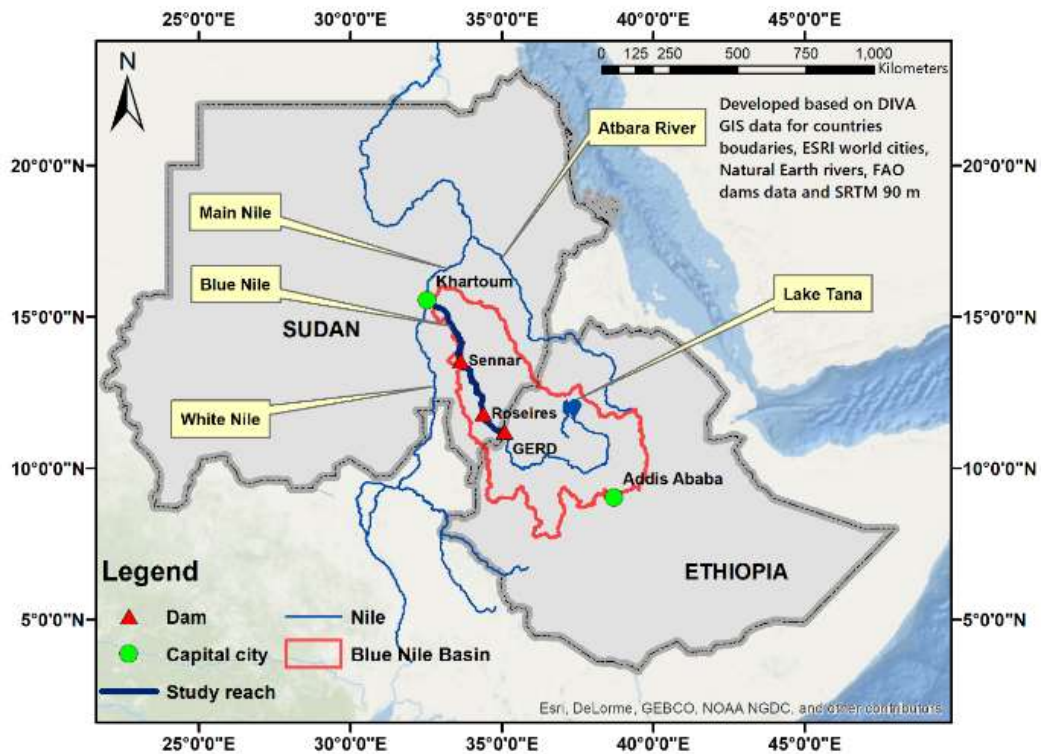 25°0'0"E 30°0'0"E 35°0'0"E 40°0'0"E 45°0'0"E
N
0 125 250 500 750 1,000
Kilometers
Developed based on DIVA
GIS data for countries
boudaries, ESRI world cities,
Natural Earth rivers, FAO
dams data and SRTM 90 m
Atbara River
20°0'0"N 20°0'0"N
Main Nile
Khartoum
Blue Nile
Lake Tana
15°0'0"N 15°0'0"N
SUDAN
Sennar
White Nile
Roseires
GERD
10°0'0"N 10°0'0"N
Addis Ababa
ETHIOPIA
Legend
Dam
Nile
5°0'0"N 5°0'0"N
Capital city
Blue Nile Basin
Study reach
Esri, DeLorme, GEBCO, NOAA NGDC, and other contributors
25°0'0"E 30°0'0"E 35°0'0"E 40°0'0"E 45°0'0"E